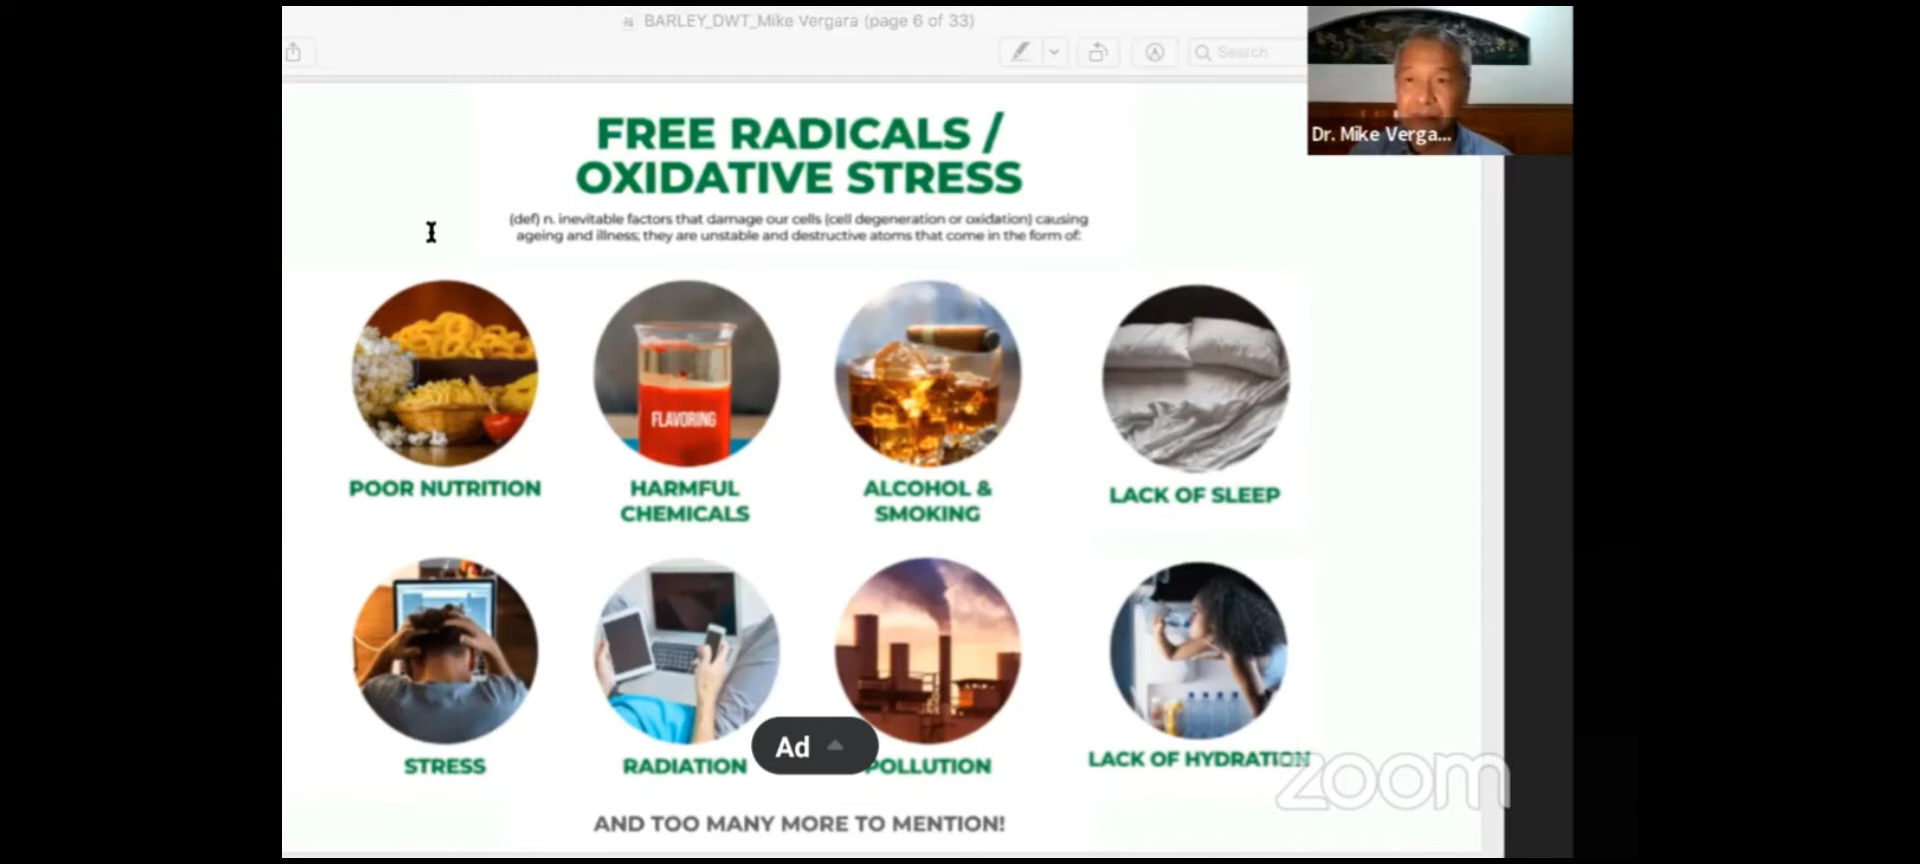 BARLEY_DWT_Mike Vergara (page 6 of 33)
Search
Dr. Mike Verga...
FREE RADICALS /
OXIDATIVE STRESS
(def) n. inevitable factors that damage our cells (cell degeneration or oxidation) causing
ageing and illness; they are unstable and destructive atoms that come in the form of:
FLAVORING
POOR NUTRITION
HARMFUL
CHEMICALS
ALCOHOL &
SMOKING
LACK OF SLEEP
STRESS
RADIATION
Ad
POLLUTION
LACK OF HYDRATION
zoom
AND TOO MANY MORE TO MENTION!